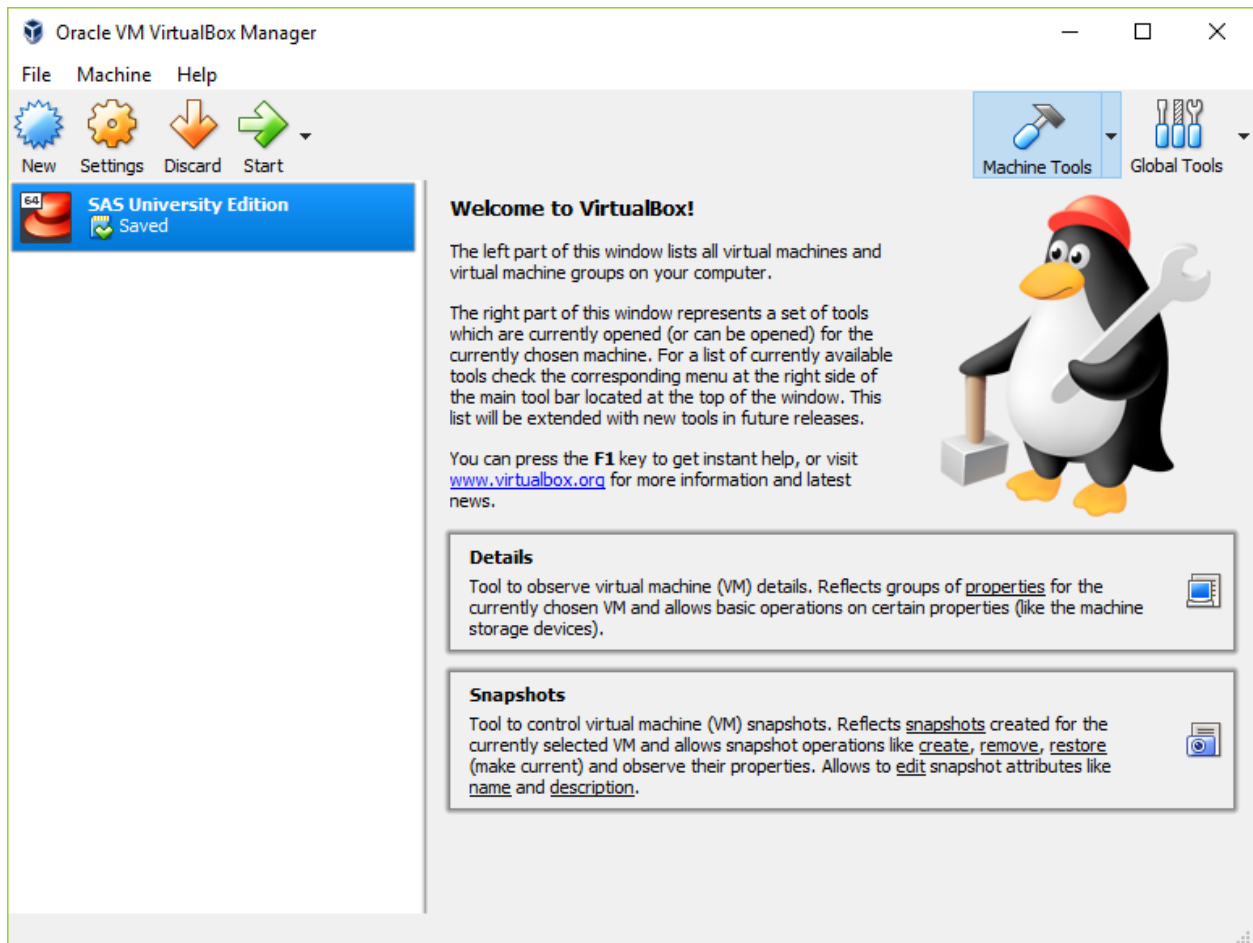 Oracle VM VirtualBox Manager
File Machine Help
New Settings Discard Start Machine Tools Global Tools
64
SAS University Edition
Saved
Welcome to VirtualBox!
The left part of this window lists all virtual machines and
virtual machine groups on your computer.
The right part of this window represents a set of tools
which are currently opened (or can be opened) for the
currently chosen machine. For a list of currently available
tools check the corresponding menu at the right side of
the main tool bar located at the top of the window. This
list will be extended with new tools in future releases.
You can press the F1 key to get instant help, or visit
www.virtualbox.org for more information and latest
news.
Details
Tool to observe virtual machine (VM) details. Reflects groups of properties for the
currently chosen VM and allows basic operations on certain properties (like the machine
storage devices).
Snapshots
Tool to control virtual machine (VM) snapshots. Reflects snapshots created for the
currently selected VM and allows snapshot operations like create, remove, restore
(make current) and observe their properties. Allows to edit snapshot attributes like
name and description.